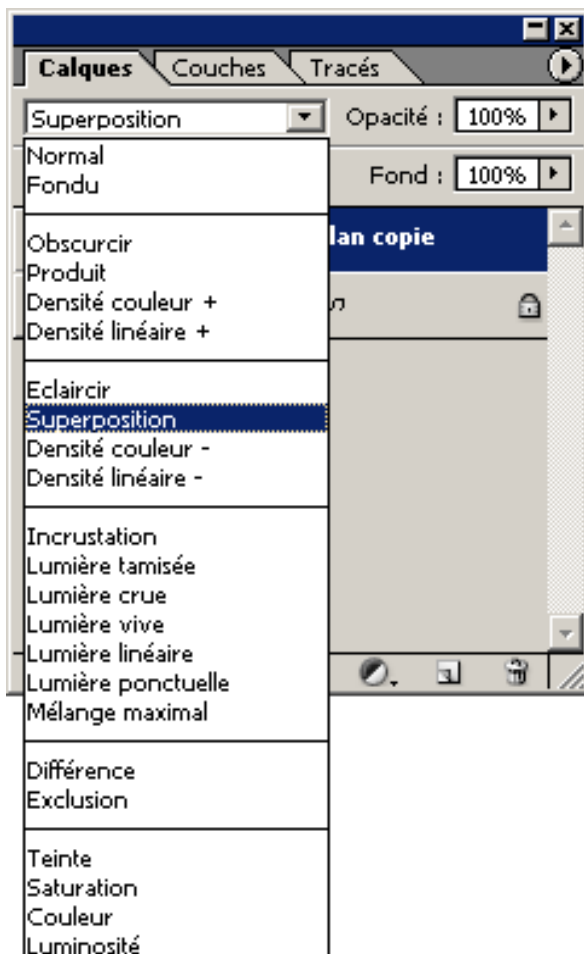 Calques Couches Tracés
Superposition Opacité : 100%
Normal
Fond : 100%
Fondu
lan copie
Obscurcir
Produit
Densité couleur +
Densité linéaire +
Eclaircir
Superposition
Densité couleur -
Densité linéaire -
Incrustation
Lumière tamisée
Lumière crue
Lumière vive
Lumière linéaire
Lumière ponctuelle
Mélange maximal
Différence
Exclusion
Teinte
Saturation
Couleur
Luminosité